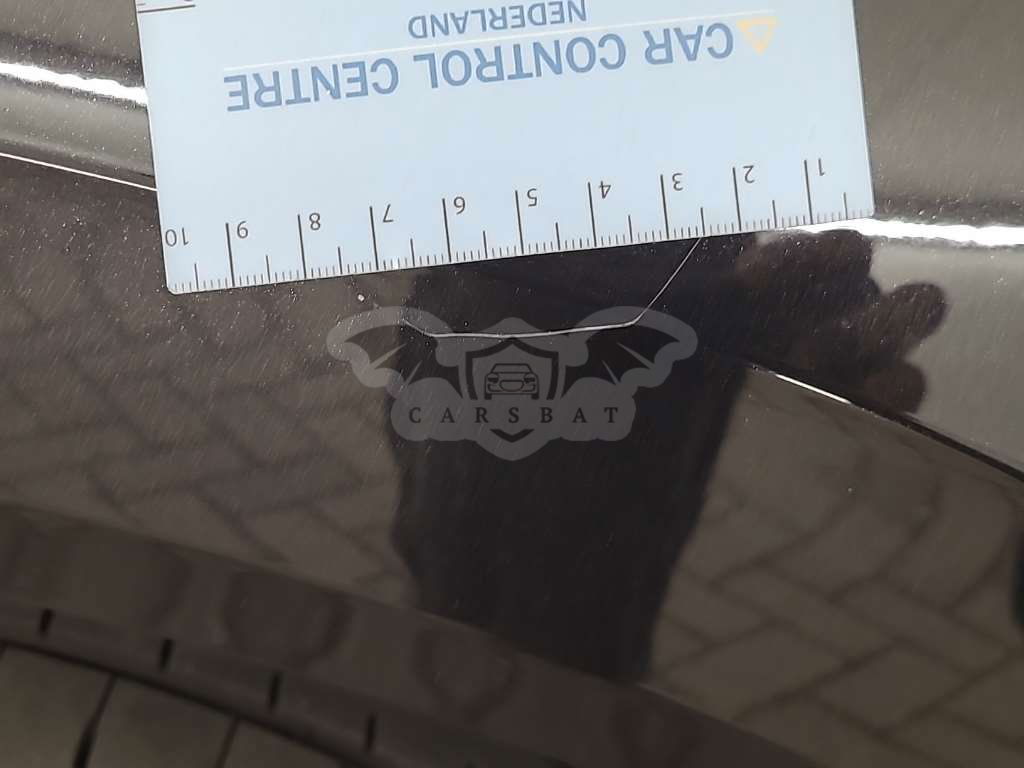 CAR CONTROL CENTRE
NEDERLAND
1 2 3 4 5 6 7 8 9 10
CARSBAT